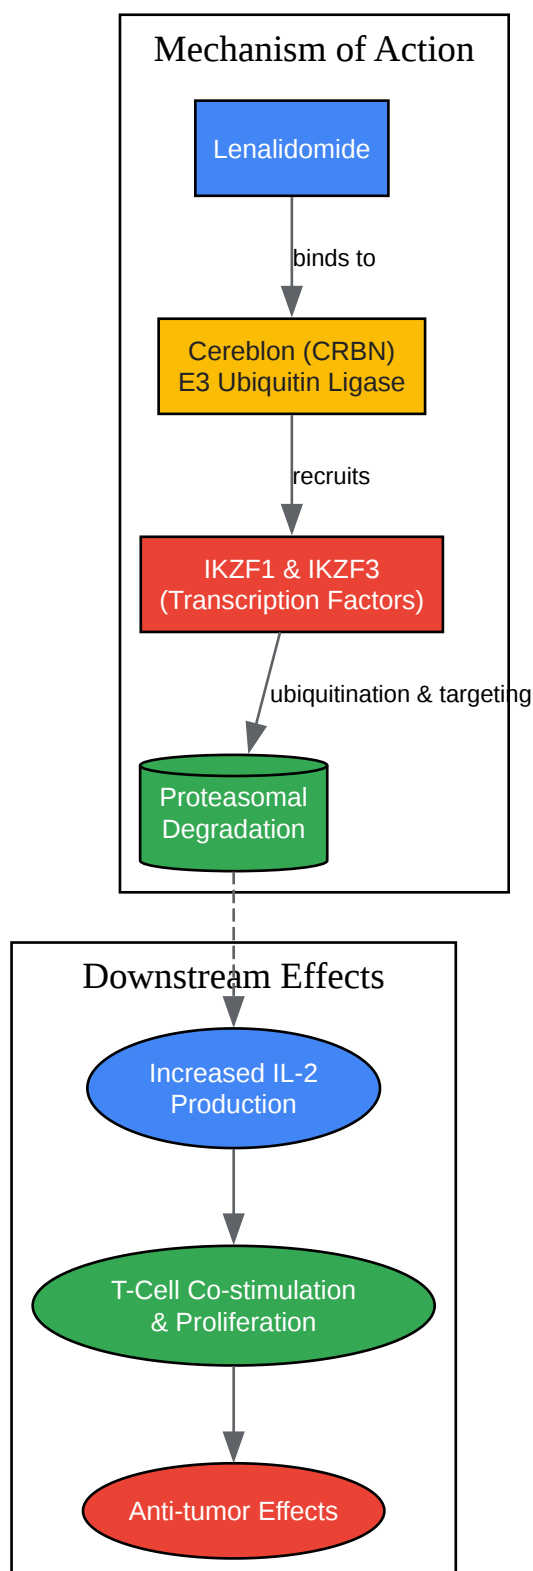 Mechanism of Action
Lenalidomide
binds to
Cereblon (CRBN)
E3 Ubiquitin Ligase
recruits
IKZF1 & IKZF3
(Transcription Factors)
ubiquitination & targeting
Proteasomal
Degradation
Downstream Effects
Increased IL-2
Production
T-Cell Co-stimulation
& Proliferation
Anti-tumor Effects